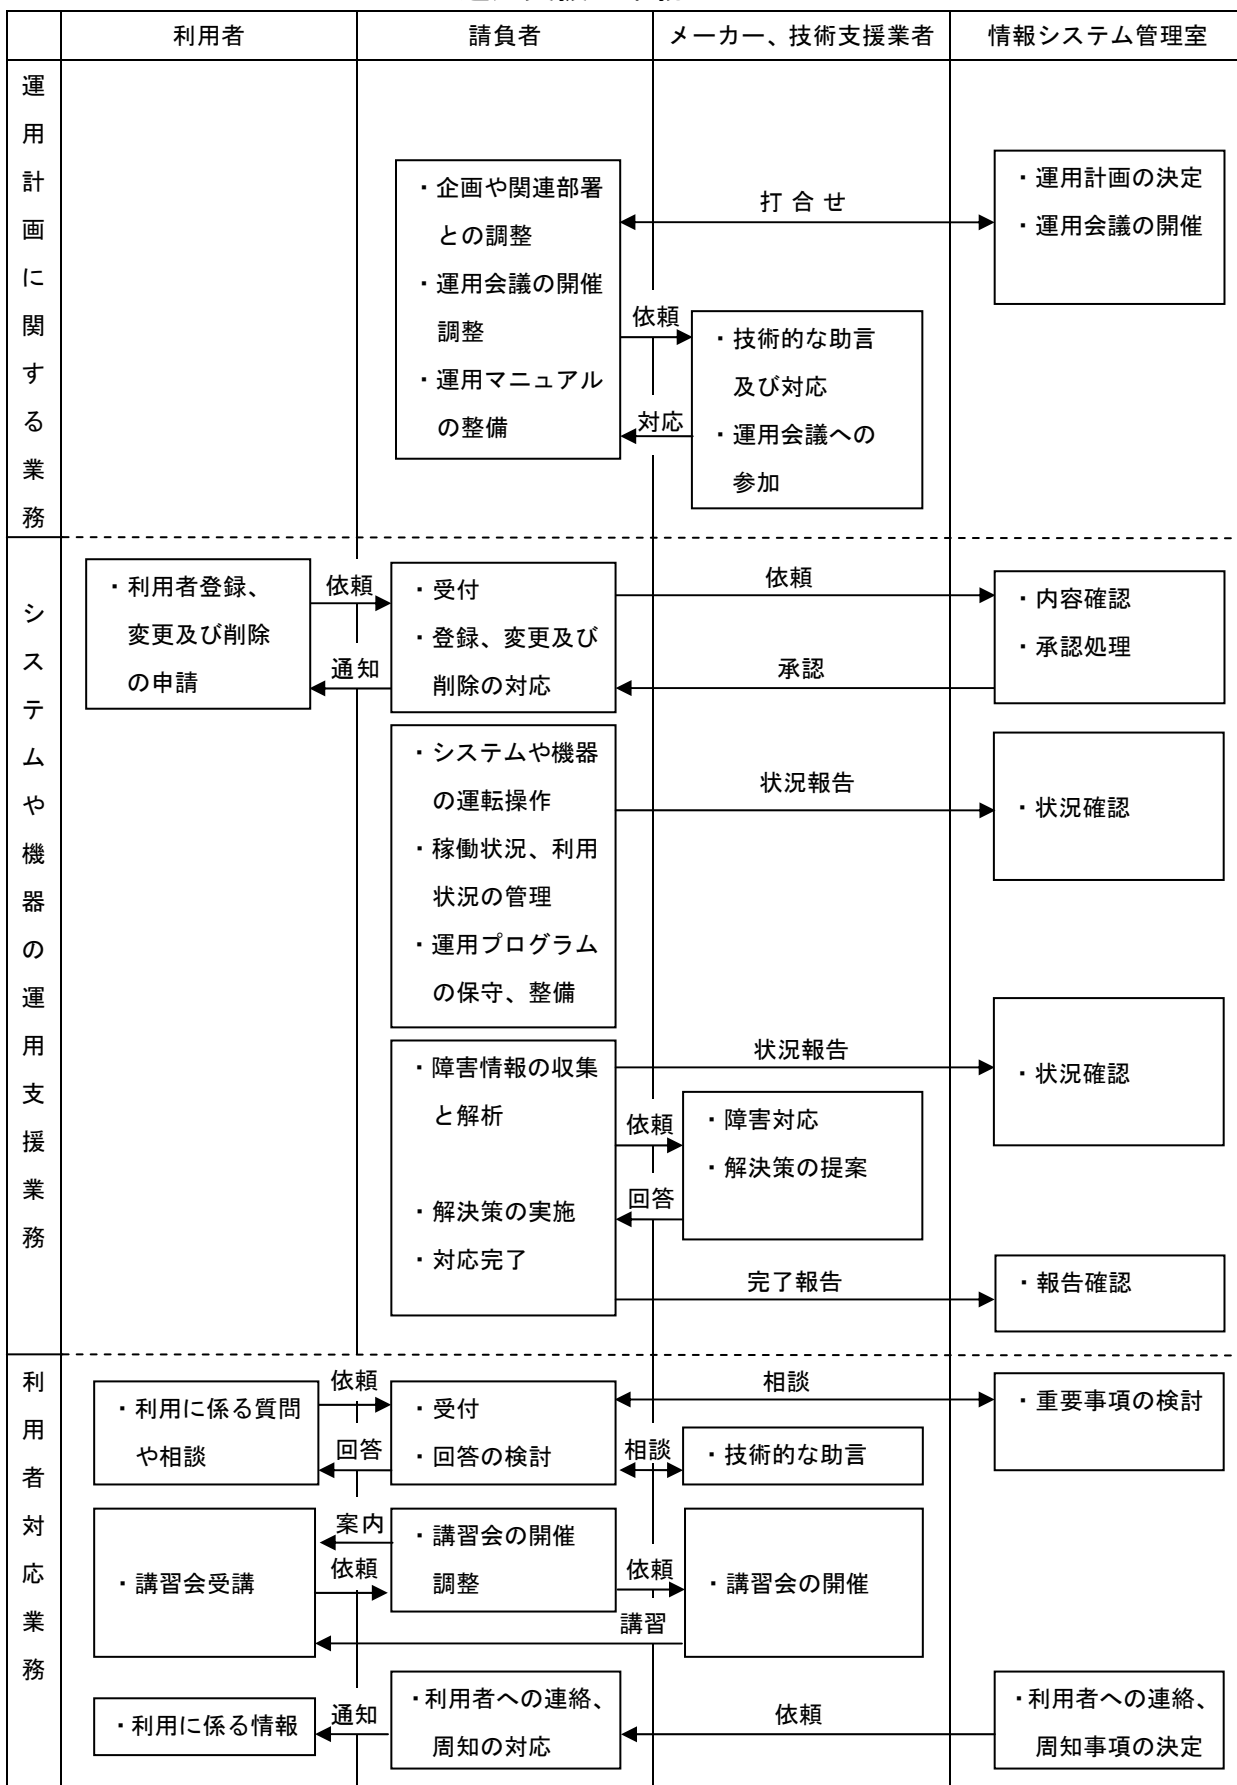 利用者
請負者
メーカー、技術支援業者
情報システム管理室
運用計画に関する業務
・企画や関連部署
との調整
・運用会議の開催
調整
・運用マニュアル
の整備
打合せ
・運用計画の決定
・運用会議の開催
依頼
対応
・技術的な助言
及び対応
・運用会議への
参加
システムや機器の運用支援業務
・利用者登録、
変更及び削除
の申請
依頼
通知
・受付
・登録、変更及び
削除の対応
依頼
承認
・内容確認
・承認処理
・システムや機器
の運転操作
・稼働状況、利用
状況の管理
・運用プログラム
の保守、整備
状況報告
・状況確認
・障害情報の収集
と解析
・解決策の実施
・対応完了
状況報告
・状況確認
依頼
回答
・障害対応
・解決策の提案
完了報告
・報告確認
利用者対応業務
・利用に係る質問
や相談
依頼
回答
・受付
・回答の検討
相談
・重要事項の検討
相談
・技術的な助言
・講習会受講
案内
依頼
・講習会の開催
調整
依頼
講習
・講習会の開催
・利用に係る情報
通知
・利用者への連絡、
周知の対応
依頼
・利用者への連絡、
周知事項の決定